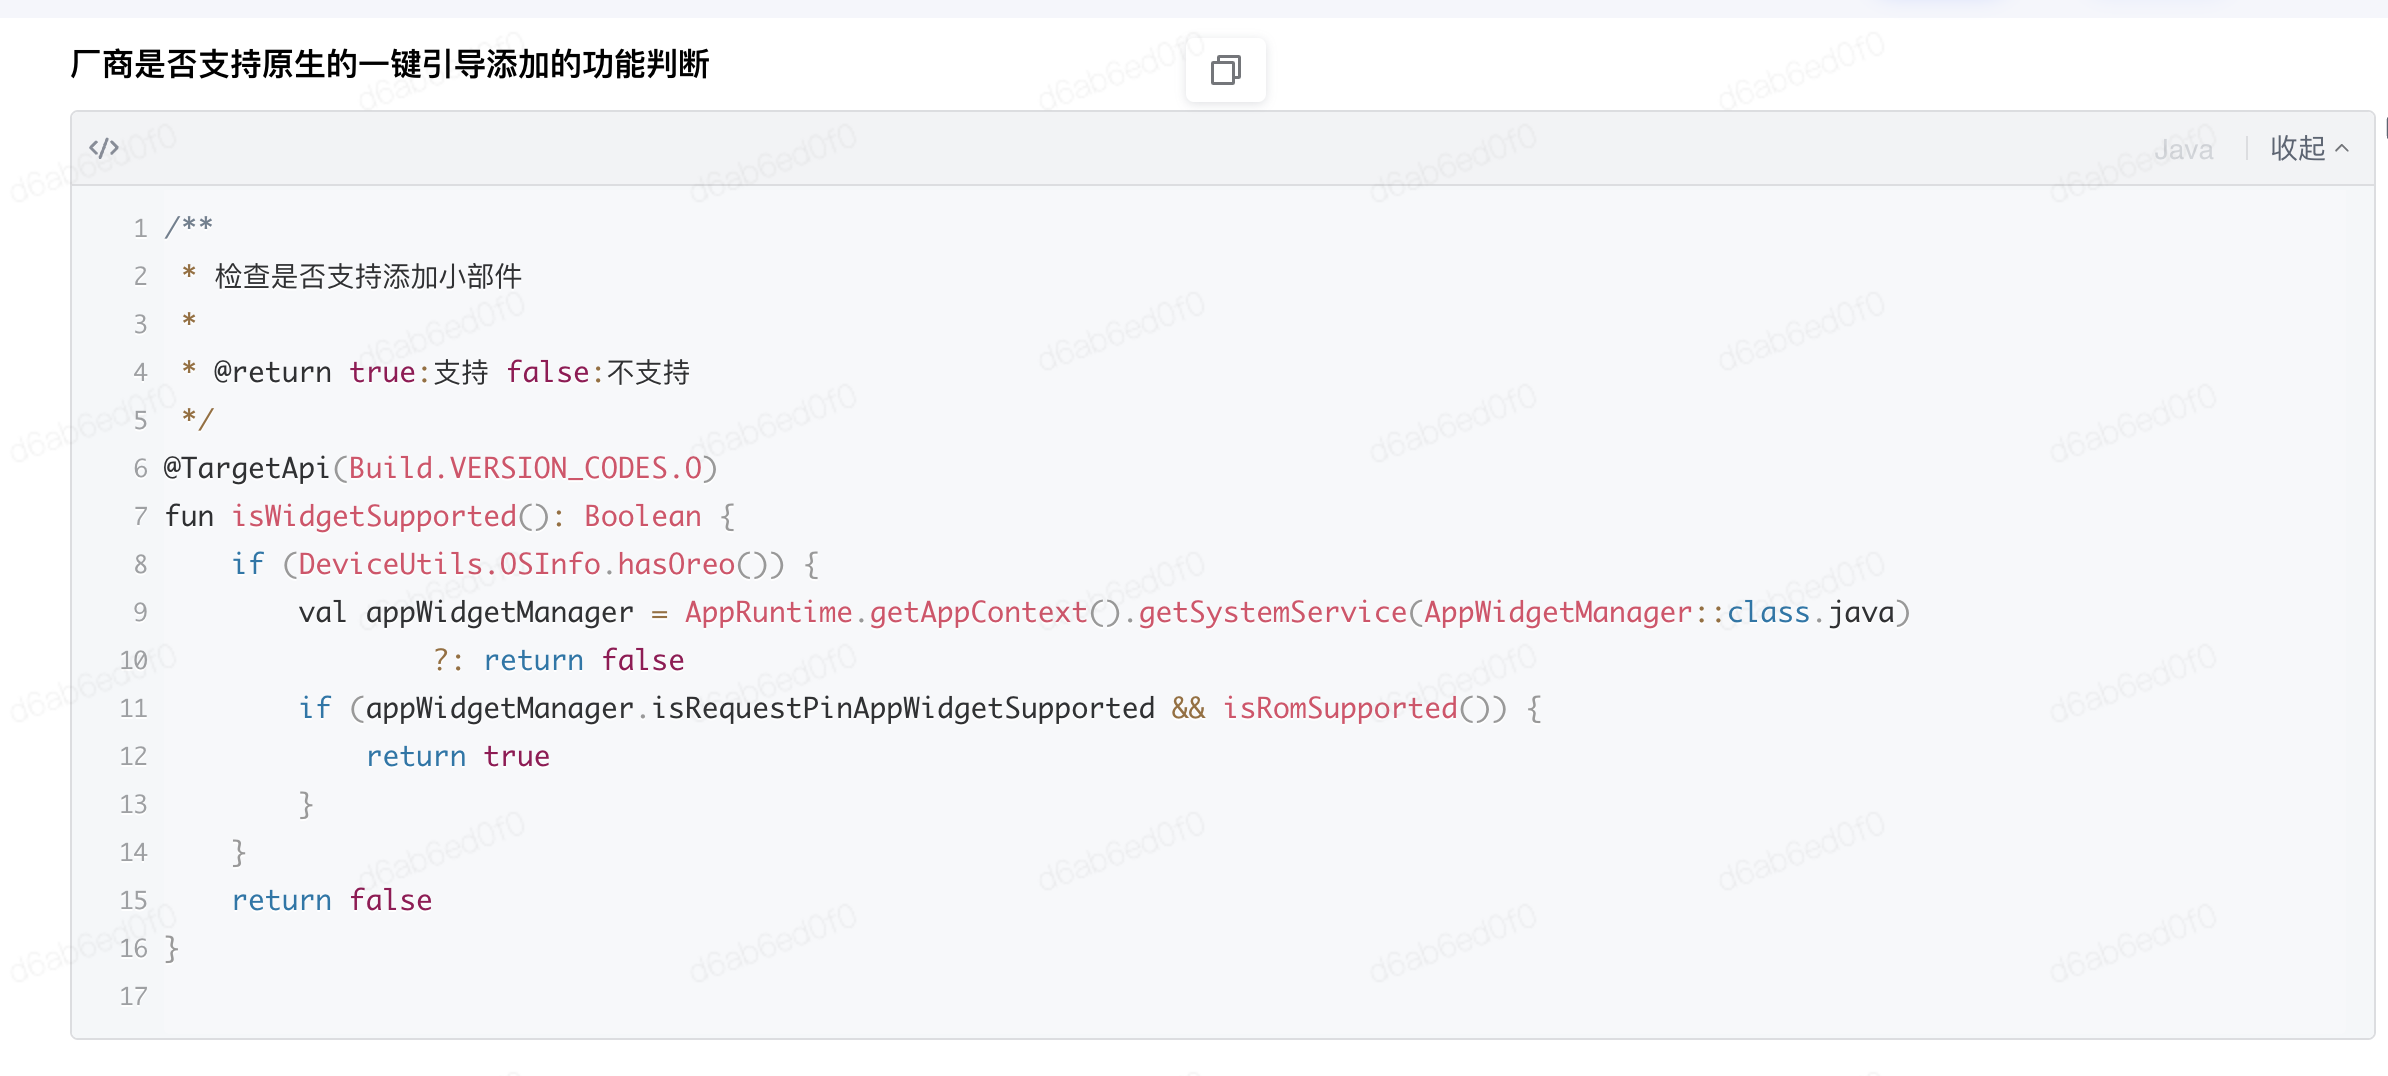 厂商是否支持原生的一键引导添加的功能判断
</> Java 收起
1 /**
2  * 检查是否支持添加小部件
3  *
4  * @return true:支持 false:不支持
5  */
6 @TargetApi(Build.VERSION_CODES.O)
7 fun isWidgetSupported(): Boolean {
8     if (DeviceUtils.OSInfo.hasOreo()) {
9         val appWidgetManager = AppRuntime.getAppContext().getSystemService(AppWidgetManager::class.java)
10                 ?: return false
11         if (appWidgetManager.isRequestPinAppWidgetSupported && isRomSupported()) {
12             return true
13         }
14     }
15     return false
16 }
17
d6ab6ed0f0